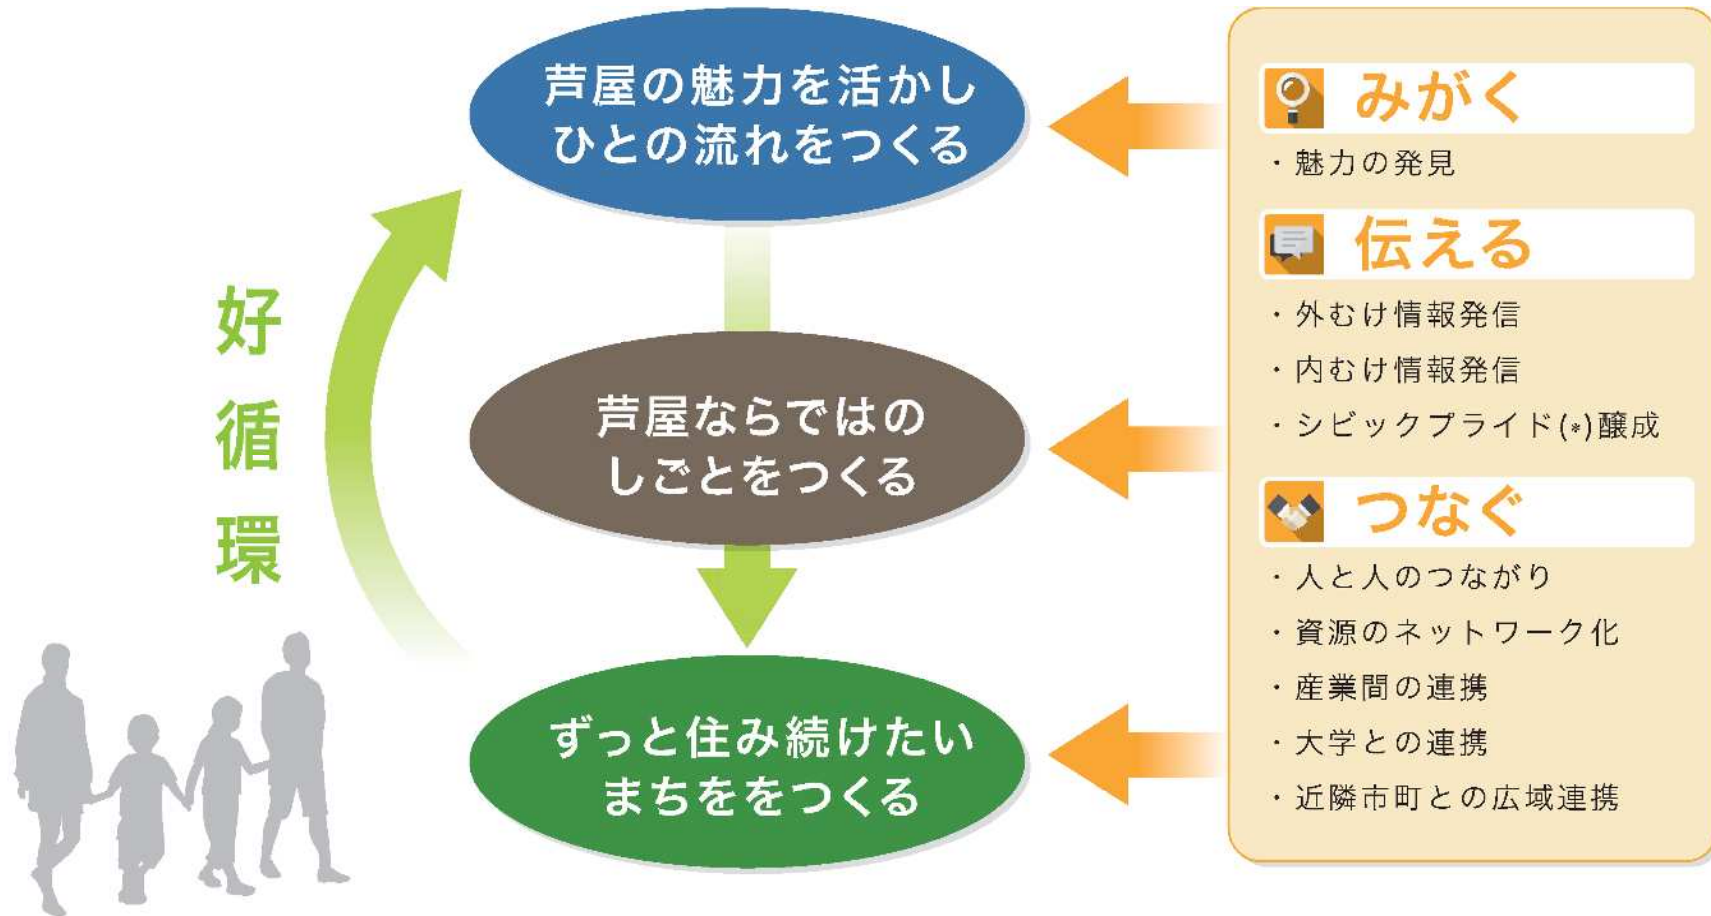 芦屋の魅力を活かし
ひとの流れをつくる
芦屋ならではの
しごとをつくる
ずっと住み続けたい
まちををつくる
好循環
みがく
・魅力の発見
伝える
・外むけ情報発信
・内むけ情報発信
・シビックプライド(*)醸成
つなぐ
・人と人のつながり
・資源のネットワーク化
・産業間の連携
・大学との連携
・近隣市町との広域連携